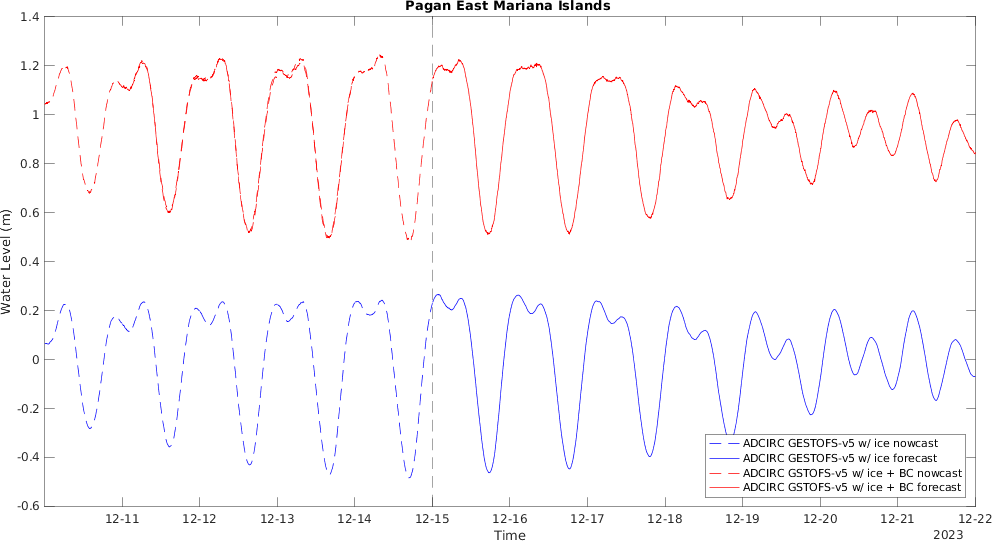 Pagan East Mariana Islands
1.4
1.2
1
0.8
0.6
0.4
0.2
0
-0.2
-0.4
-0.6
Water Level (m)
ADCIRC GESTOFS-v5 w/ ice nowcast
ADCIRC GESTOFS-v5 w/ ice forecast
ADCIRC GSTOFS-v5 w/ ice + BC nowcast
ADCIRC GSTOFS-v5 w/ ice + BC forecast
12-11 12-12 12-13 12-14 12-15 12-16 12-17 12-18 12-19 12-20 12-21 12-22
Time
2023